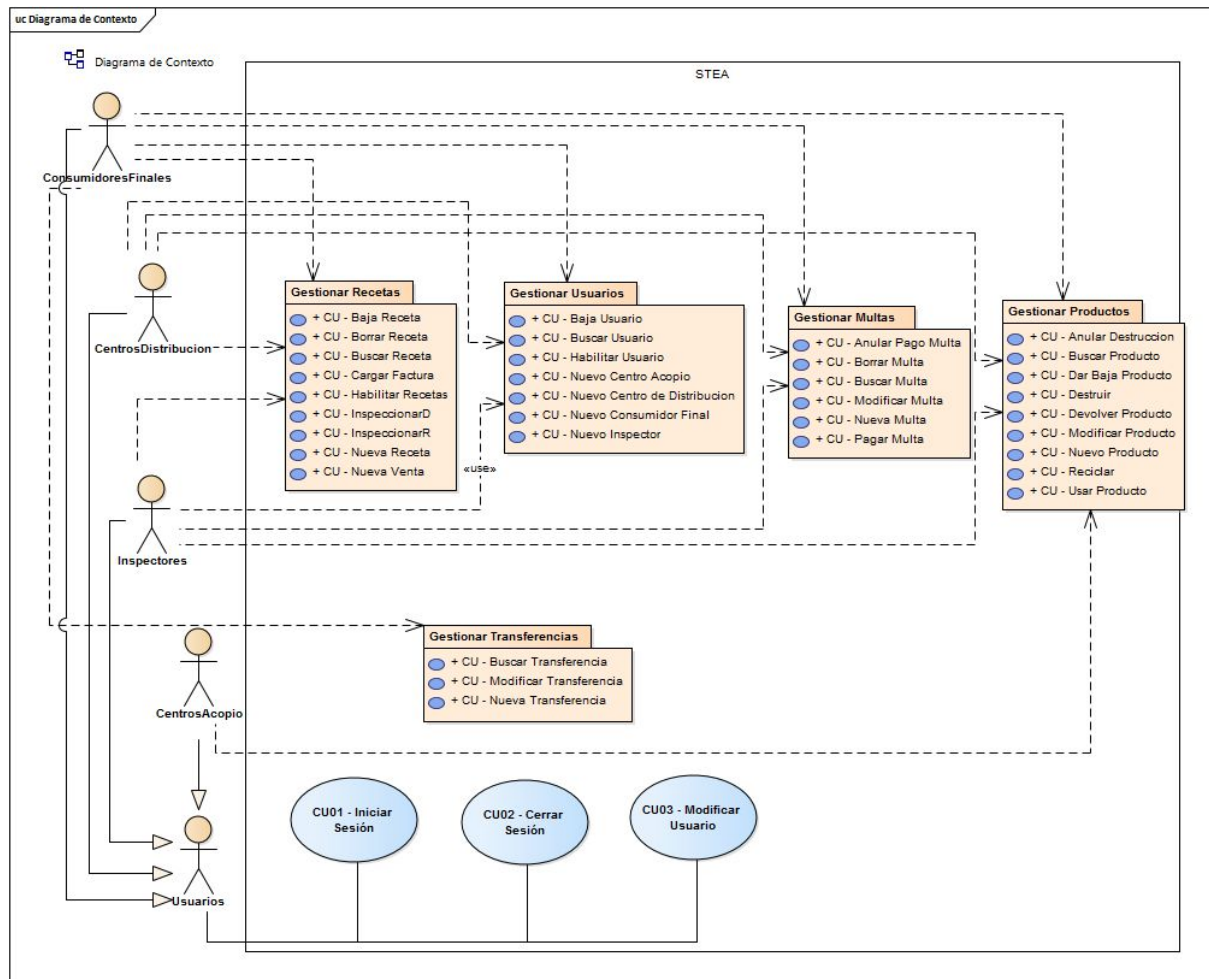 uc Diagrama de Contexto
Diagrama de Contexto
STEA
ConsumidoresFinales
CentrosDistribucion
Inspectores
CentrosAcopio
Usuarios
Gestionar Recetas
+ CU - Baja Receta
+ CU - Borrar Receta
+ CU - Buscar Receta
+ CU - Cargar Factura
+ CU - Habilitar Recetas
+ CU - InspeccionarD
+ CU - InspeccionarR
+ CU - Nueva Receta
+ CU - Nueva Venta
«use»
Gestionar Usuarios
+ CU - Baja Usuario
+ CU - Buscar Usuario
+ CU - Habilitar Usuario
+ CU - Nuevo Centro Acopio
+ CU - Nuevo Centro de Distribucion
+ CU - Nuevo Consumidor Final
+ CU - Nuevo Inspector
Gestionar Multas
+ CU - Anular Pago Multa
+ CU - Borrar Multa
+ CU - Buscar Multa
+ CU - Modificar Multa
+ CU - Nueva Multa
+ CU - Pagar Multa
Gestionar Productos
+ CU - Anular Destruccion
+ CU - Buscar Producto
+ CU - Dar Baja Producto
+ CU - Destruir
+ CU - Devolver Producto
+ CU - Modificar Producto
+ CU - Nuevo Producto
+ CU - Reciclar
+ CU - Usar Producto
Gestionar Transferencias
+ CU - Buscar Transferencia
+ CU - Modificar Transferencia
+ CU - Nueva Transferencia
CU01 - Iniciar
Sesión
CU02 - Cerrar
Sesión
CU03 - Modificar
Usuario